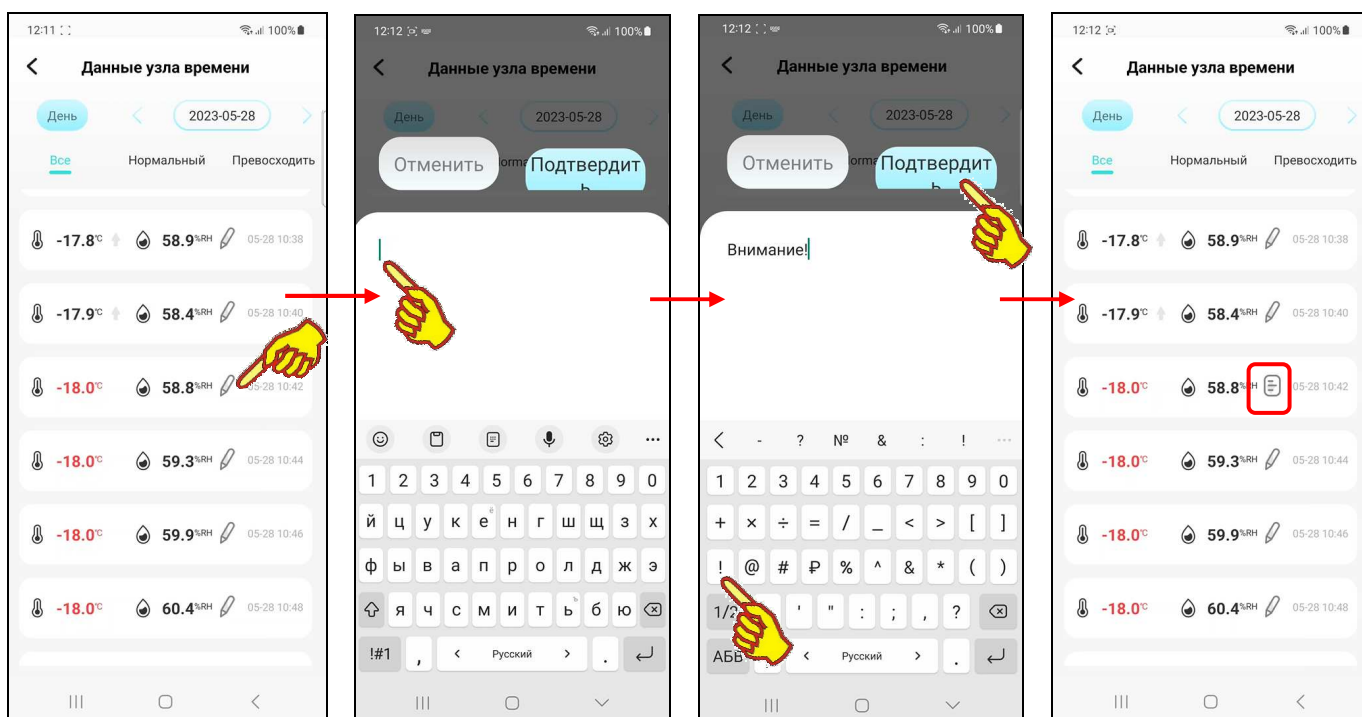 12:11 100%
Данные узла времени
День 2023-05-28
Все Нормальный Превосходить
-17.8℃ 58.9%RH 05-28 10:38
-17.9℃ 58.4%RH 05-28 10:40
-18.0℃ 58.8%RH 05-28 10:42
-18.0℃ 59.3%RH 05-28 10:44
-18.0℃ 59.9%RH 05-28 10:46
-18.0℃ 60.4%RH 05-28 10:48
12:12 100%
Данные узла времени
День 2023-05-28
Отменить Подтвердит
ь
1 2 3 4 5 6 7 8 9 0
й ц у к е ё н г ш щ з х
ф ы в а п р о л д ж э
я ч с м и т ь ъ б ю
!#1 , < Русский > .
12:12 100%
Данные узла времени
День 2023-05-28
Отменить Подтвердит
ь
Внимание!
- ? № & : !
1 2 3 4 5 6 7 8 9 0
+ × ÷ = / _ < > [ ]
! @ # ₽ % ^ & * ( )
1/2 ' " : ; , ?
АБВ < Русский > .
12:12 100%
Данные узла времени
День 2023-05-28
Все Нормальный Превосходить
-17.8℃ 58.9%RH 05-28 10:38
-17.9℃ 58.4%RH 05-28 10:40
-18.0℃ 58.8%RH 05-28 10:42
-18.0℃ 59.3%RH 05-28 10:44
-18.0℃ 59.9%RH 05-28 10:46
-18.0℃ 60.4%RH 05-28 10:48